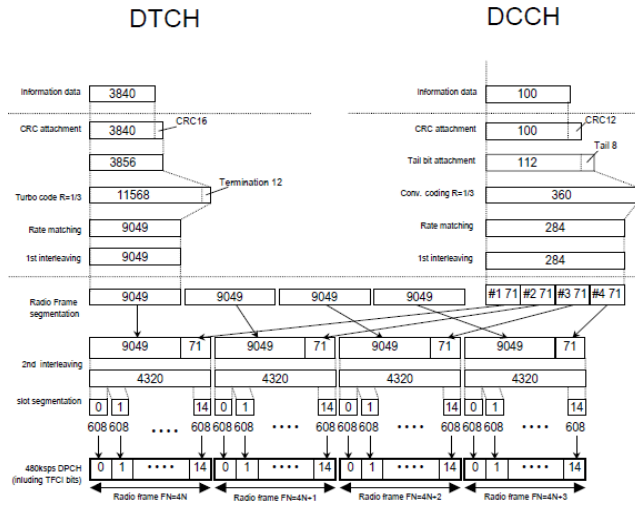 DTCH DCCH
Information data 3840 Information data 100
CRC16 CRC12
CRC attachment 3840 CRC attachment 100
3856 Tail bit attachment 112 Tail 8
Termination 12
Turbo code R=1/3 11568 Conv. coding R=1/3 360
Rate matching 9049 Rate matching 284
1st interleaving 9049 1st interleaving 284
Radio Frame segmentation 9049 9049 9049 9049 #1 71 #2 71 #3 71 #4 71
9049 71 9049 71 9049 71 9049 71
2nd interleaving
4320 4320 4320 4320
slot segmentation 0 1 14 0 1 14 0 1 14 0 1 14
608 608 •••• 608 608 608 •••• 608 608 608 •••• 608 608 608 •••• 608
480ksps DPCH 0 1 •••• 14 0 1 •••• 14 0 1 •••• 14 0 1 •••• 14
(inluding TFCI bits)
Radio frame FN=4N Radio frame FN=4N+1 Radio frame FN=4N+2 Radio frame FN=4N+3